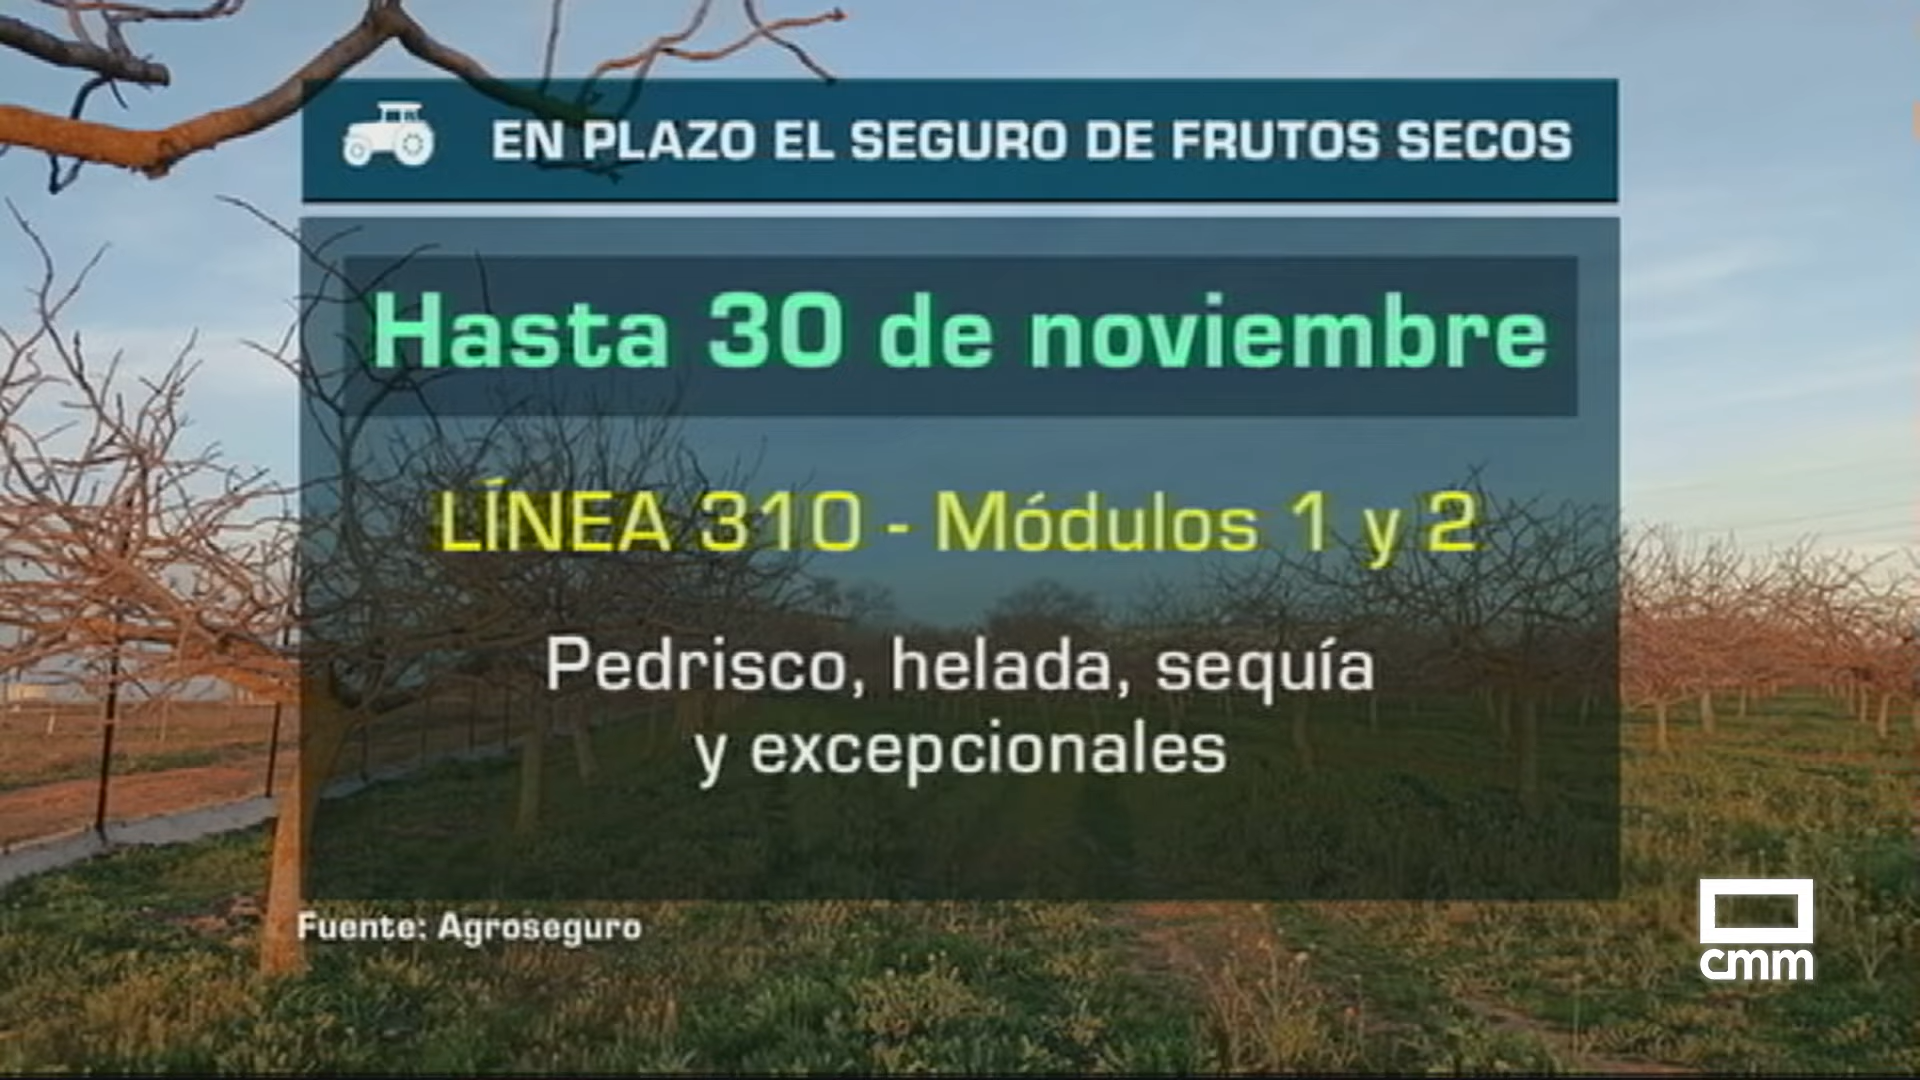 EN PLAZO EL SEGURO DE FRUTOS SECOS
Hasta 30 de noviembre
LÍNEA 310 - Módulos 1 y 2
Pedrisco, helada, sequía
y excepcionales
Fuente: Agroseguro
cmm